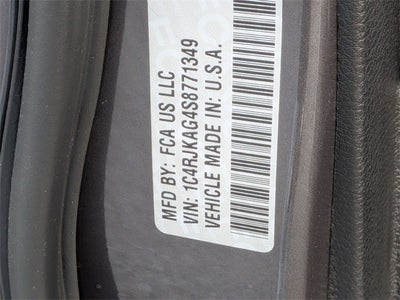 MFD BY: FCA US LLC
VIN: 1C4RJKAG4S8771349
VEHICLE MADE IN: U.S.A.